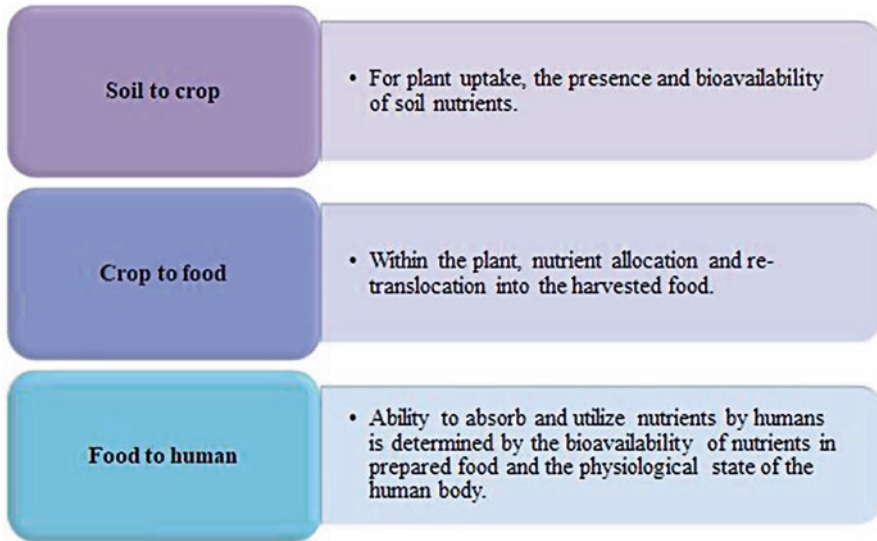 Soil to crop
• For plant uptake, the presence and bioavailability
of soil nutrients.
Crop to food
• Within the plant, nutrient allocation and re-
translocation into the harvested food.
Food to human
• Ability to absorb and utilize nutrients by humans
is determined by the bioavailability of nutrients in
prepared food and the physiological state of the
human body.